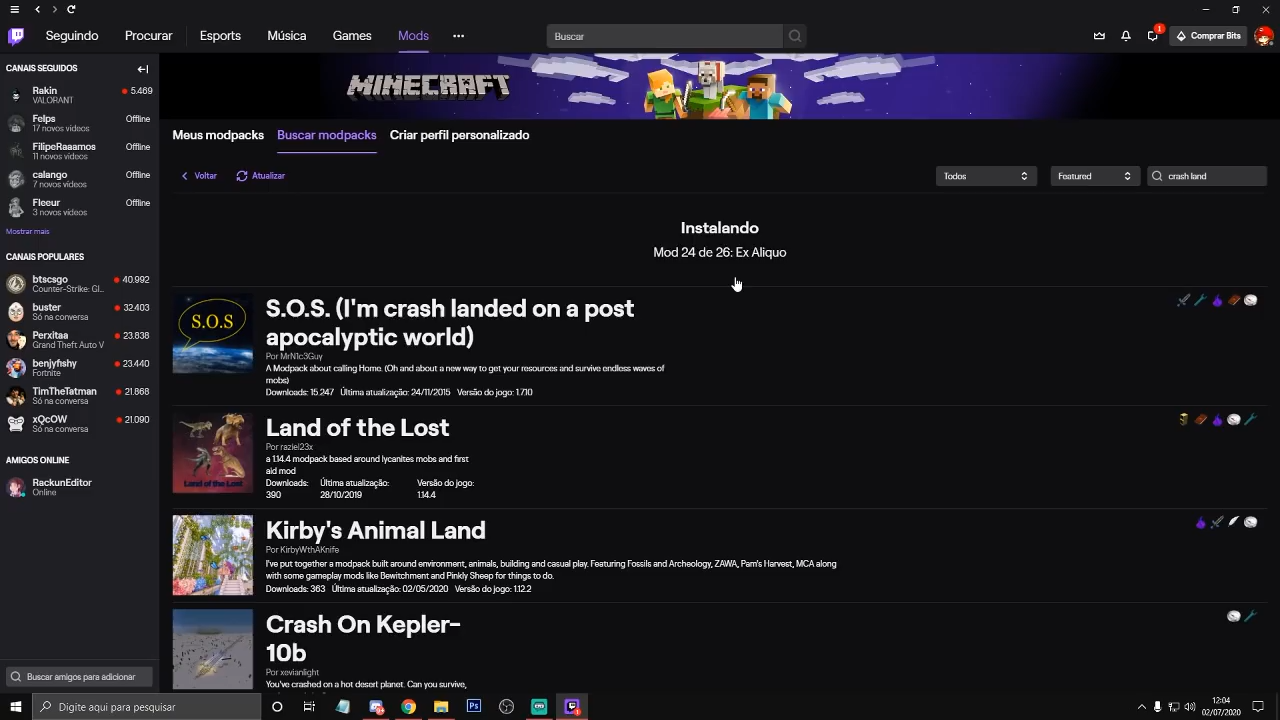 Seguindo
Procurar
Esports
Música
Games
Mods
Buscar
1
Comprar Bits
CANAIS SEGUIDOS
Rakin
5.469
VALORANT
Felps
Offline
17 novos vídeos
FilipeRaaamos
Offline
11 novos vídeos
calango
Offline
7 novos vídeos
Fleeur
Offline
3 novos vídeos
Mostrar mais
CANAIS POPULARES
btscsgo
40.992
Counter-Strike: Gl...
buster
32.403
Só na conversa
Perxitaa
23.838
Grand Theft Auto V
benjyfishy
23.440
Fortnite
TimTheTatman
21.868
Só na conversa
xQcOW
21.090
Só na conversa
AMIGOS ONLINE
RackunEditor
Online
Buscar amigos para adicionar
MINECRAFT
Meus modpacks
Buscar modpacks
Criar perfil personalizado
Voltar
Atualizar
Todos
Featured
crash land
Instalando
Mod 24 de 26: Ex Aliquo
S.O.S
S.O.S. (I'm crash landed on a post
apocalyptic world)
Por MrN1c3Guy
A Modpack about calling Home. (Oh and about a new way to get your resources and survive endless waves of
mobs)
Downloads: 15.247 Última atualização: 24/11/2015 Versão do jogo: 1.7.10
Land of the Lost
Land of the Lost
Por raziel23x
a 1.14.4 modpack based around lycanites mobs and first
aid mod
Downloads: Última atualização: Versão do jogo:
390 28/10/2019 1.14.4
Kirby's Animal Land
Por KirbyWthAKnife
I've put together a modpack built around environment, animals, building and casual play. Featuring Fossils and Archeology, ZAWA, Pam's Harvest, MCA along
with some gameplay mods like Bewitchment and Pinkly Sheep for things to do.
Downloads: 363 Última atualização: 02/05/2020 Versão do jogo: 1.12.2
Crash On Kepler-
10b
Por xevianlight
You've crashed on a hot desert planet. Can you survive,
Digite aqui para pesquisar
Ps
12:04
02/07/2020